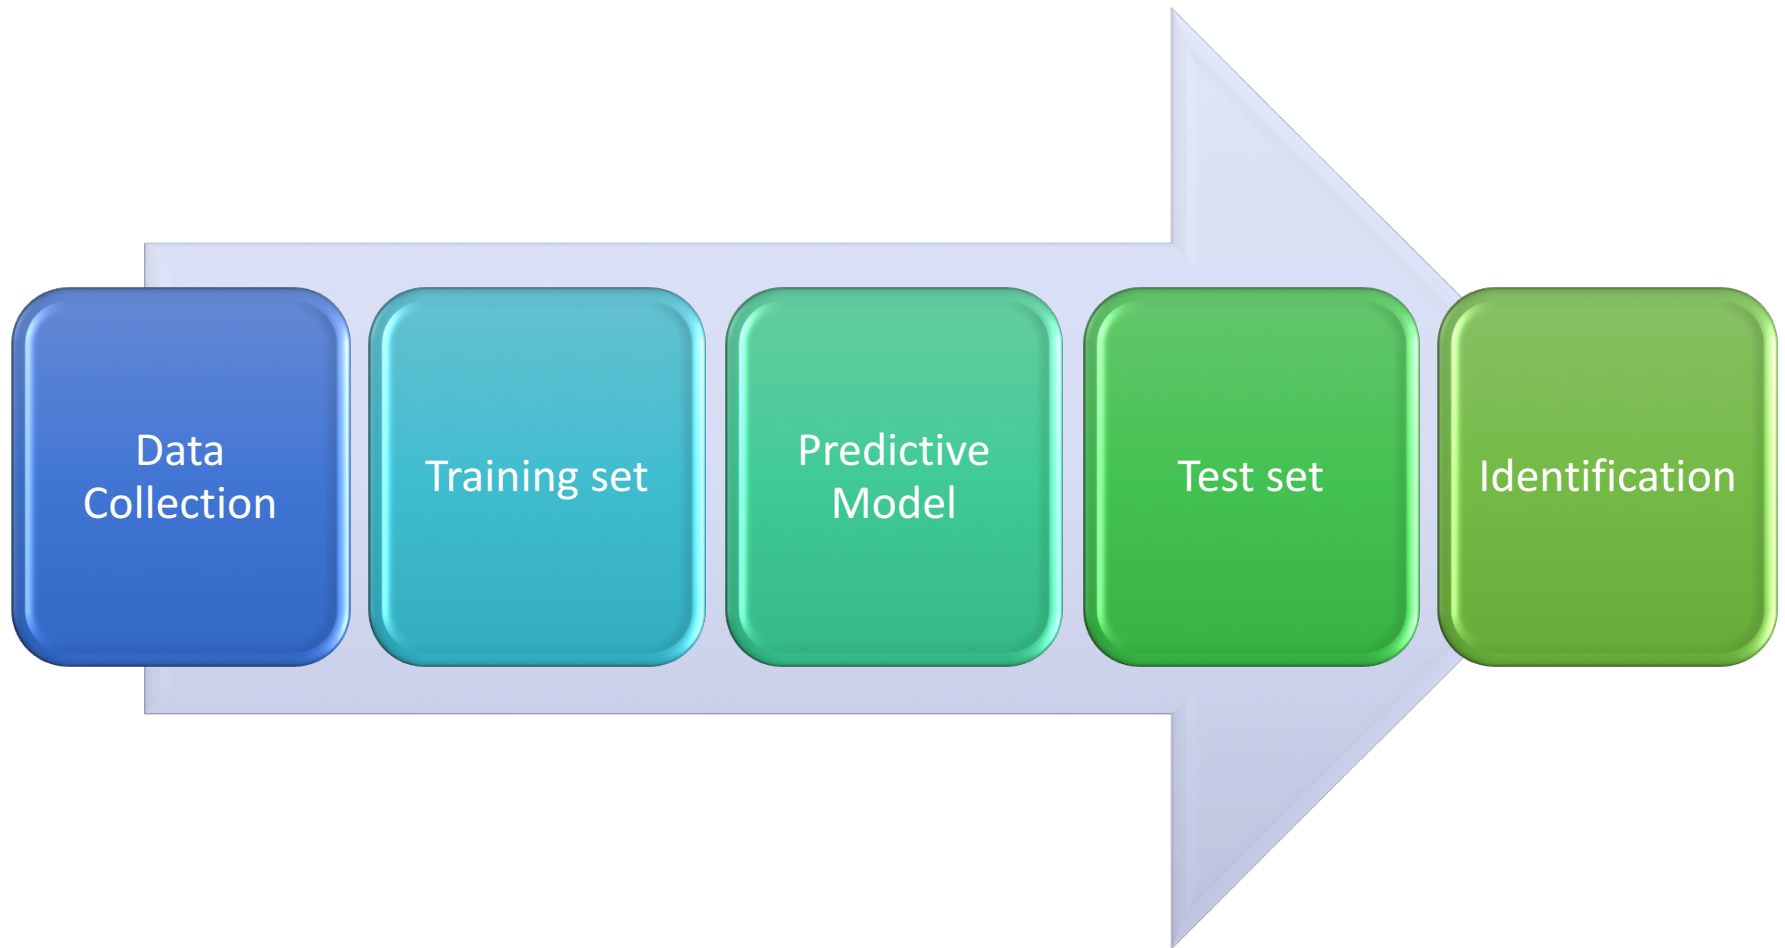 Data
Collection
Training set
Predictive
Model
Test set
Identification